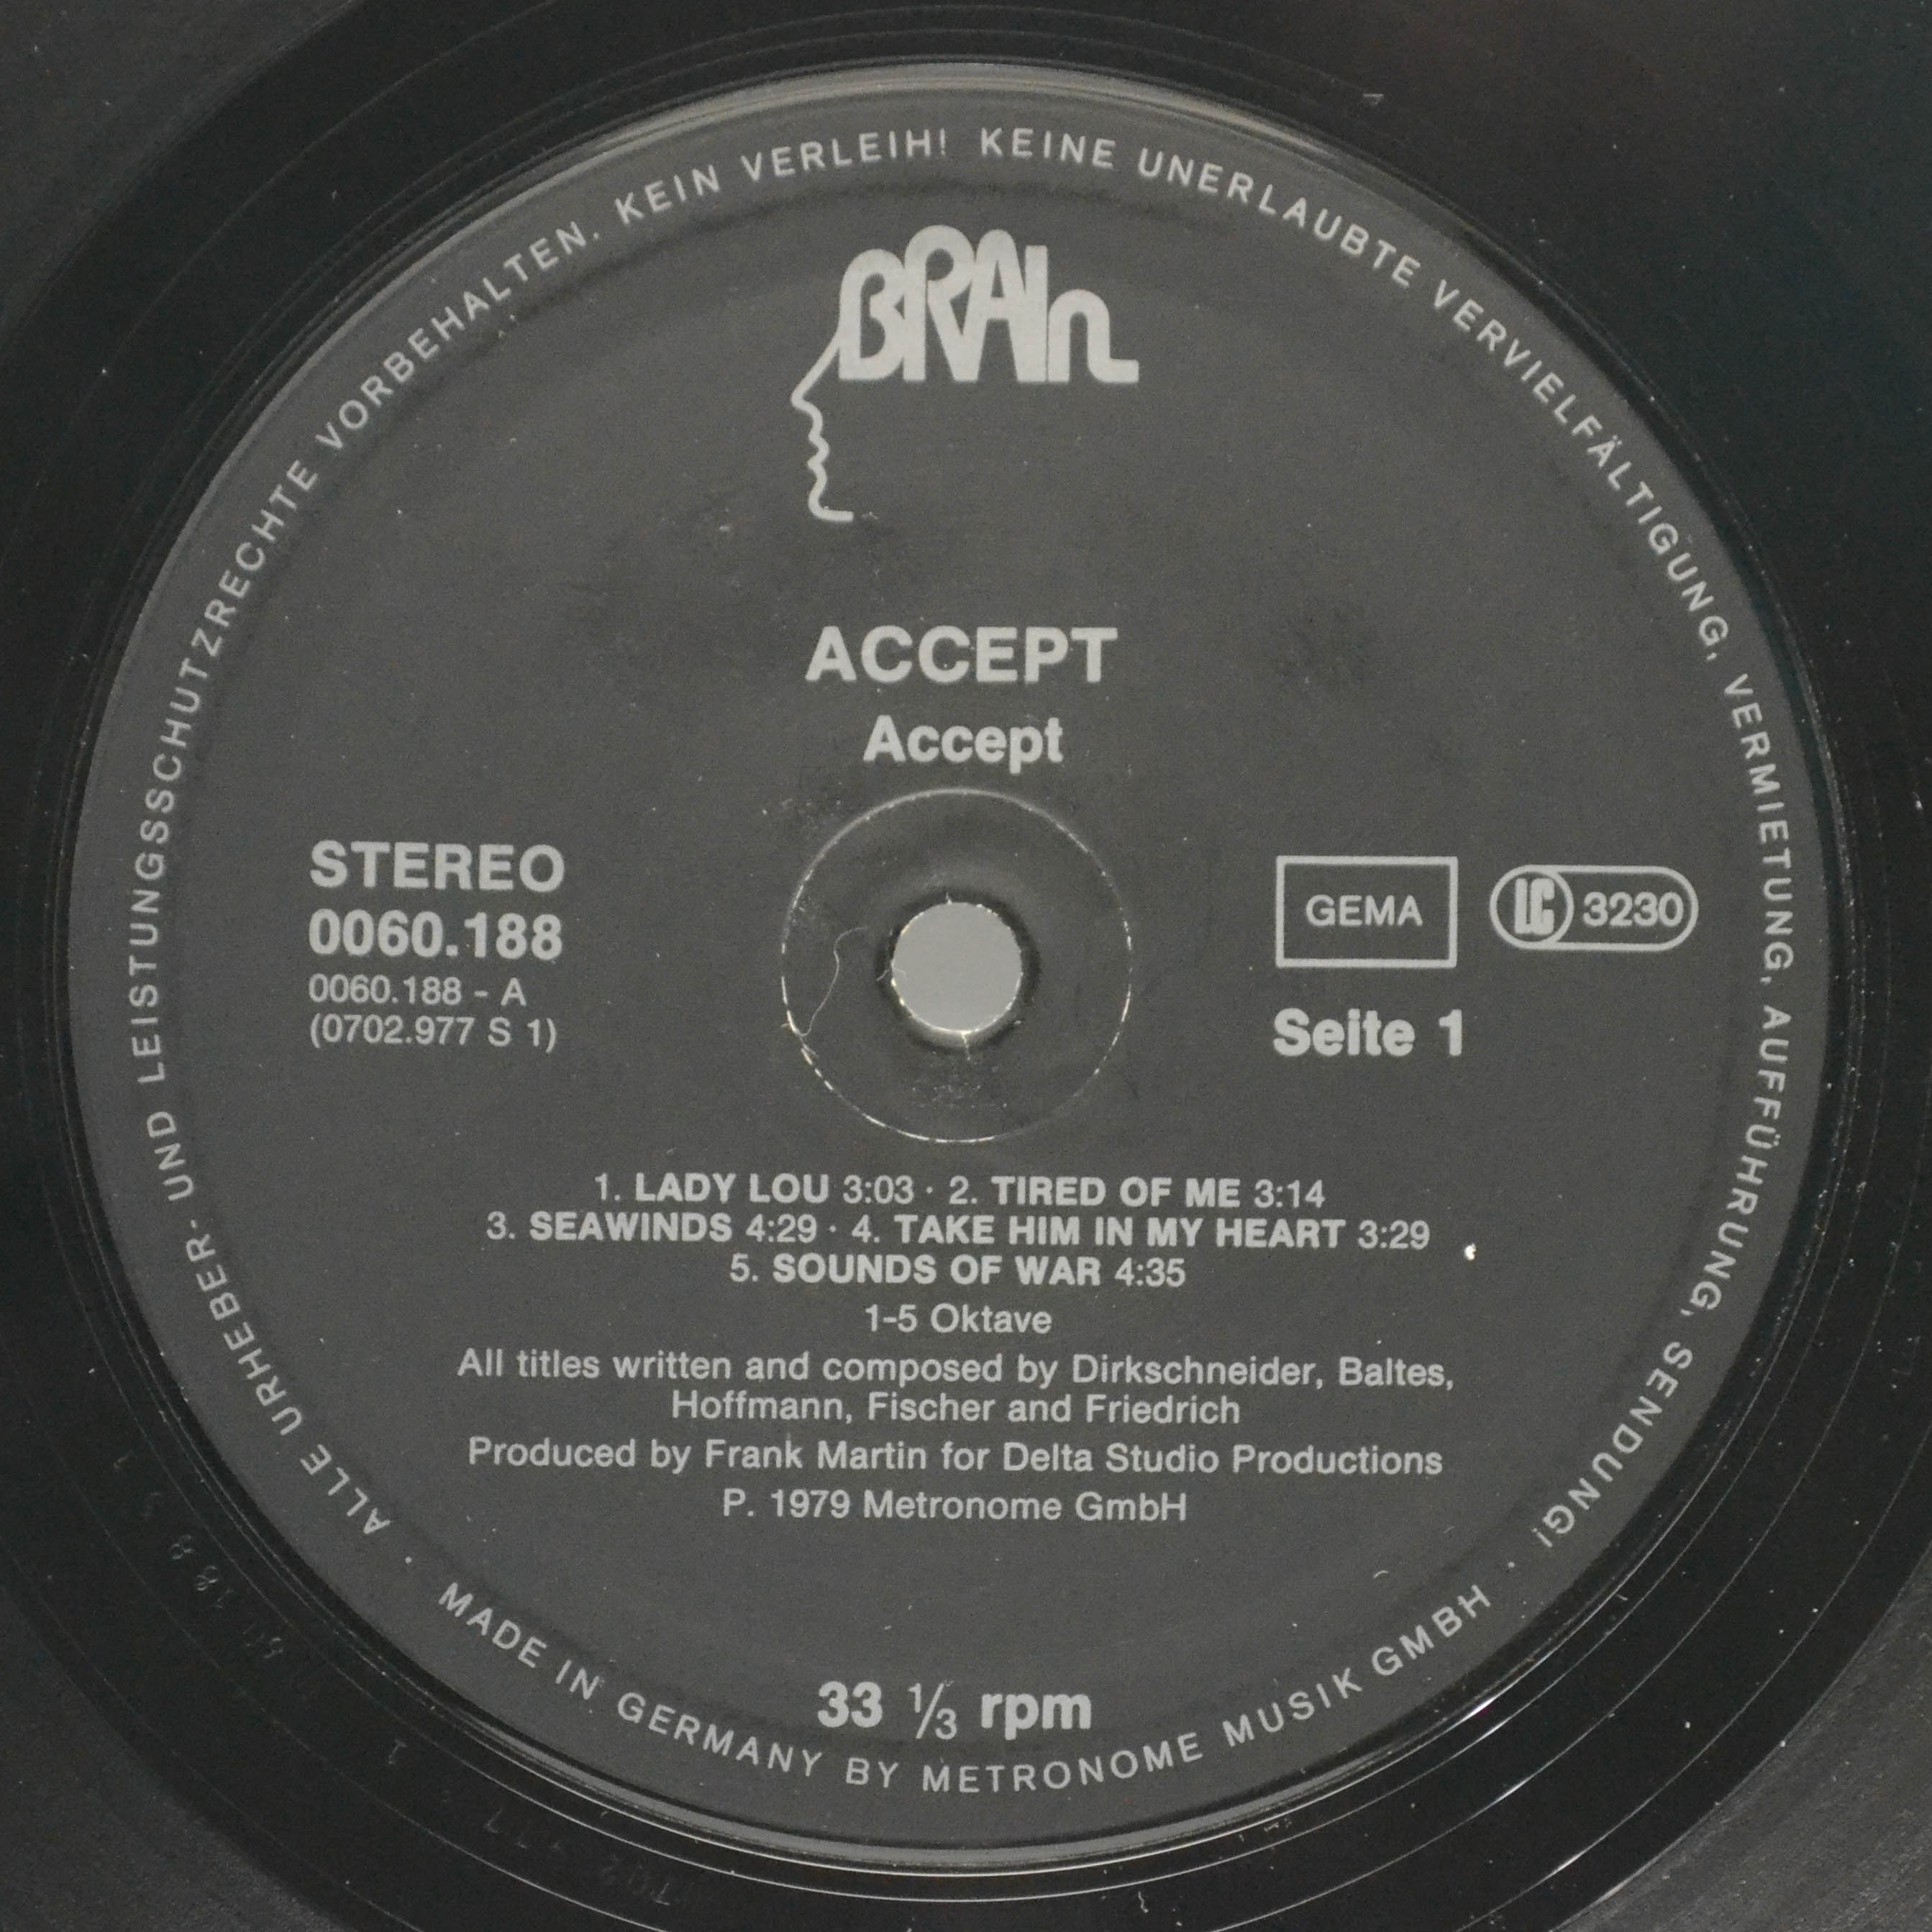 ALLE URHEBER- UND LEISTUNGSSCHUTZRECHTE VORBEHALTEN. KEIN VERLEIH! KEINE UNERLAUBTE VERVIELFÄLTIGUNG, VERMIETUNG, AUFFÜHRUNG, SENDUNG!
BRAIn
ACCEPT
Accept
STEREO
0060.188
0060.188 - A
(0702.977 S 1)
GEMA
LC 3230
Seite 1
1. LADY LOU 3:03 · 2. TIRED OF ME 3:14
3. SEAWINDS 4:29 · 4. TAKE HIM IN MY HEART 3:29
5. SOUNDS OF WAR 4:35
1-5 Oktave
All titles written and composed by Dirkschneider, Baltes,
Hoffmann, Fischer and Friedrich
Produced by Frank Martin for Delta Studio Productions
P. 1979 Metronome GmbH
33 ⅓ rpm
· MADE IN GERMANY BY METRONOME MUSIK GMBH ·